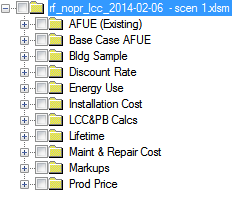 rf_nopr_lcc_2014-02-06 - scen 1.xlsm
AFUE (Existing)
Base Case AFUE
Bldg Sample
Discount Rate
Energy Use
Installation Cost
LCC&PB Calcs
Lifetime
Maint & Repair Cost
Markups
Prod Price